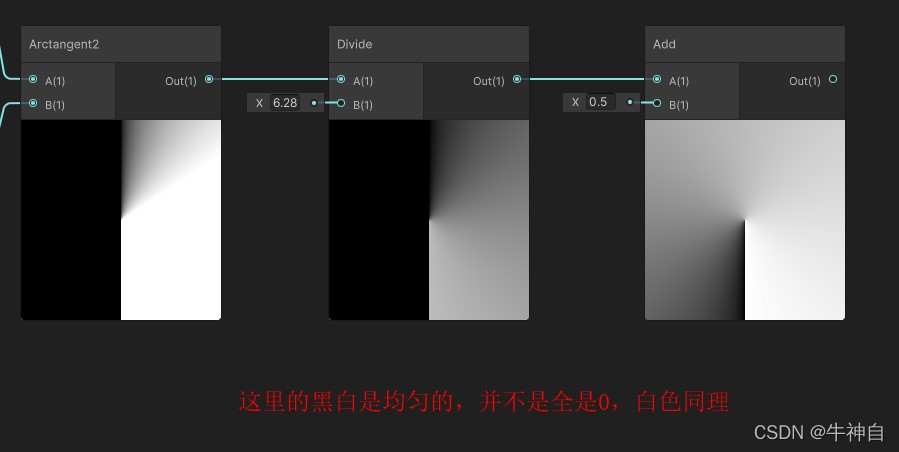 Arctangent2
Divide
Add
A(1)
Out(1)
A(1)
Out(1)
A(1)
Out(1)
B(1)
X 6.28
B(1)
X 0.5
B(1)
这里的黑白是均匀的，并不是全是0，白色同理
CSDN @牛神自